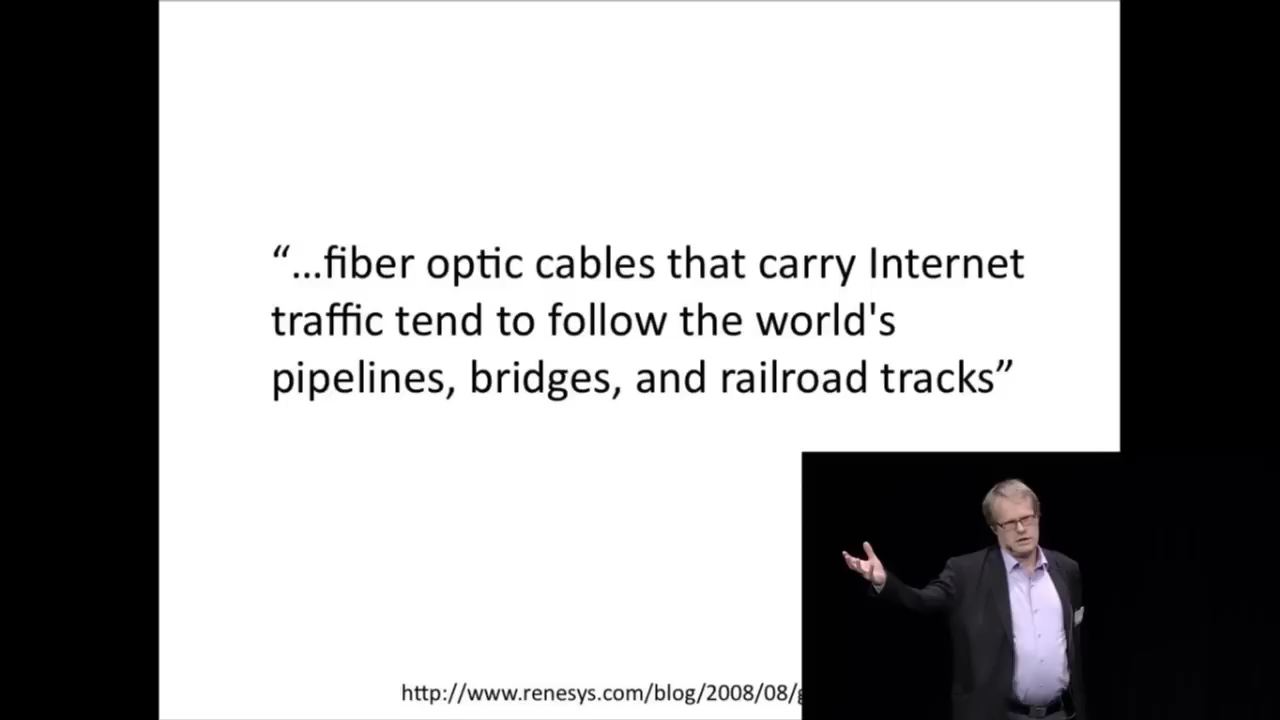 “...fiber optic cables that carry Internet
traffic tend to follow the world's
pipelines, bridges, and railroad tracks”
http://www.renesys.com/blog/2008/08/